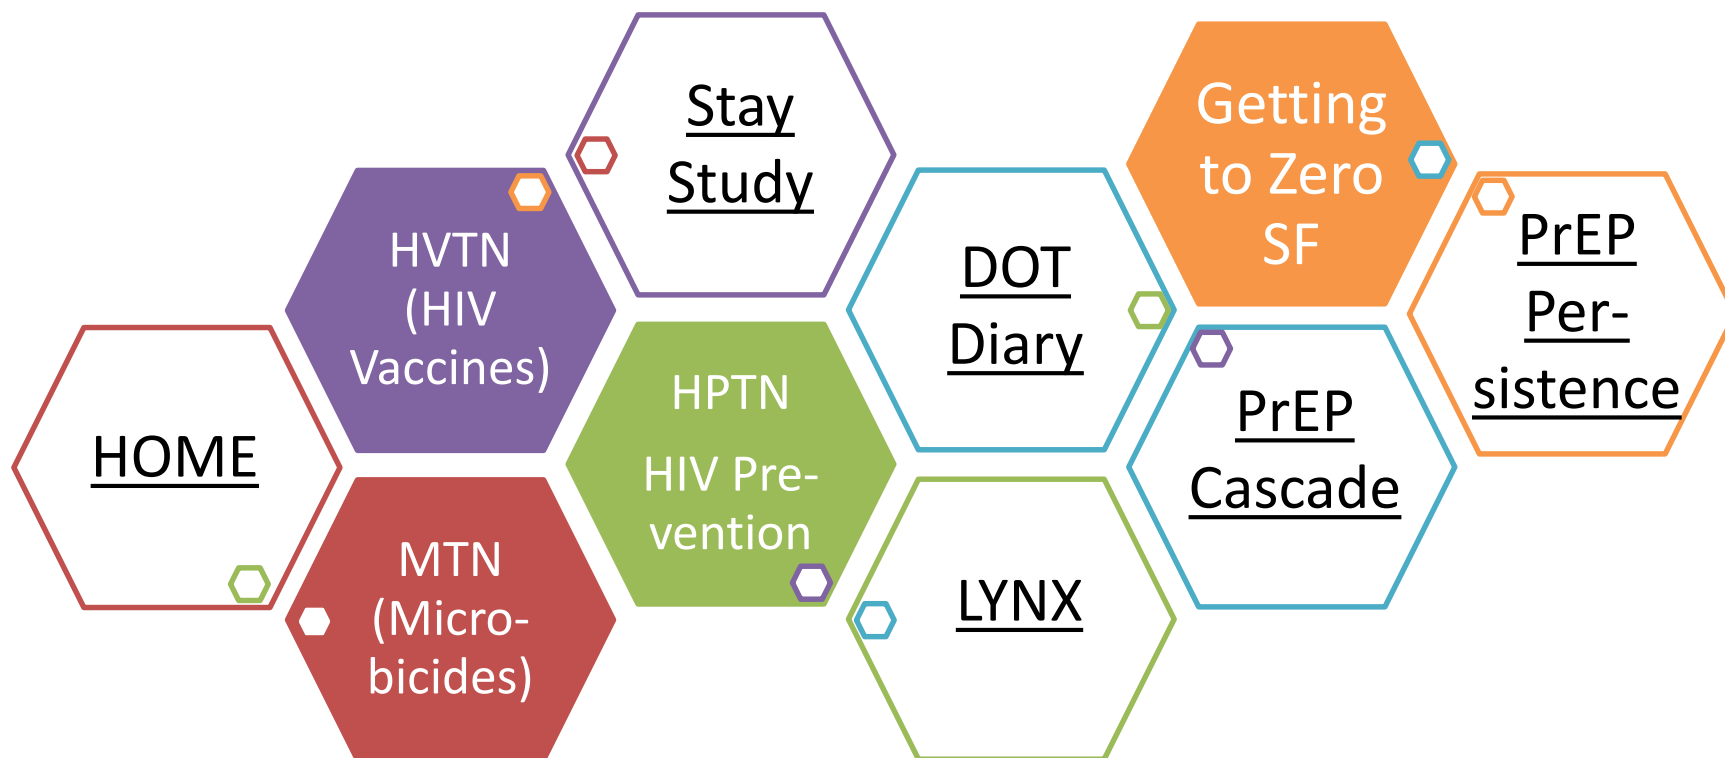 HOME
HVTN
(HIV
Vaccines)
MTN
(Micro-
bicides)
Stay
Study
HPTN
HIV Pre-
vention
DOT
Diary
LYNX
Getting
to Zero
SF
PrEP
Cascade
PrEP
Per-
sistence